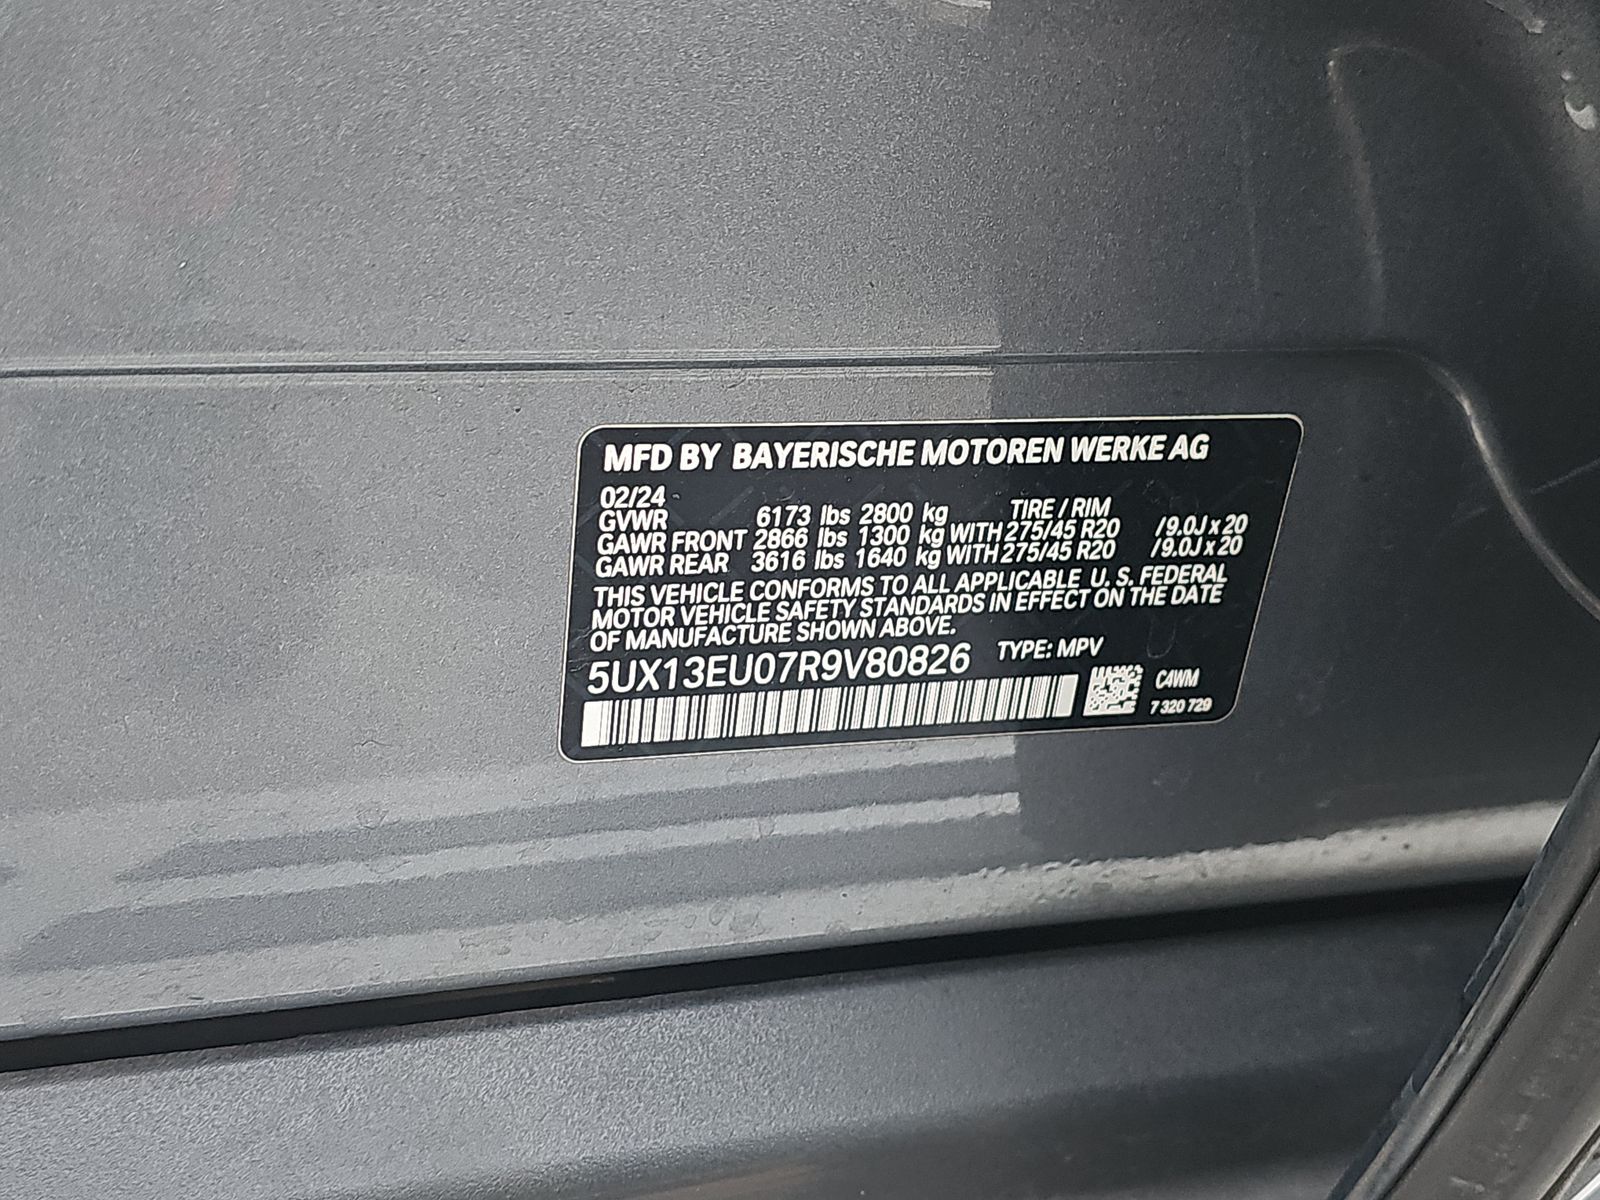 MFD BY BAYERISCHE MOTOREN WERKE AG
02/24
TIRE / RIM
GVWR 6173 lbs 2800 kg
GAWR FRONT 2866 lbs 1300 kg WITH 275/45 R20 /9.0J x 20
GAWR REAR 3616 lbs 1640 kg WITH 275/45 R20 /9.0J x 20
THIS VEHICLE CONFORMS TO ALL APPLICABLE U. S. FEDERAL
MOTOR VEHICLE SAFETY STANDARDS IN EFFECT ON THE DATE
OF MANUFACTURE SHOWN ABOVE.
5UX13EU07R9V80826 TYPE: MPV
C4WM
7 320 729